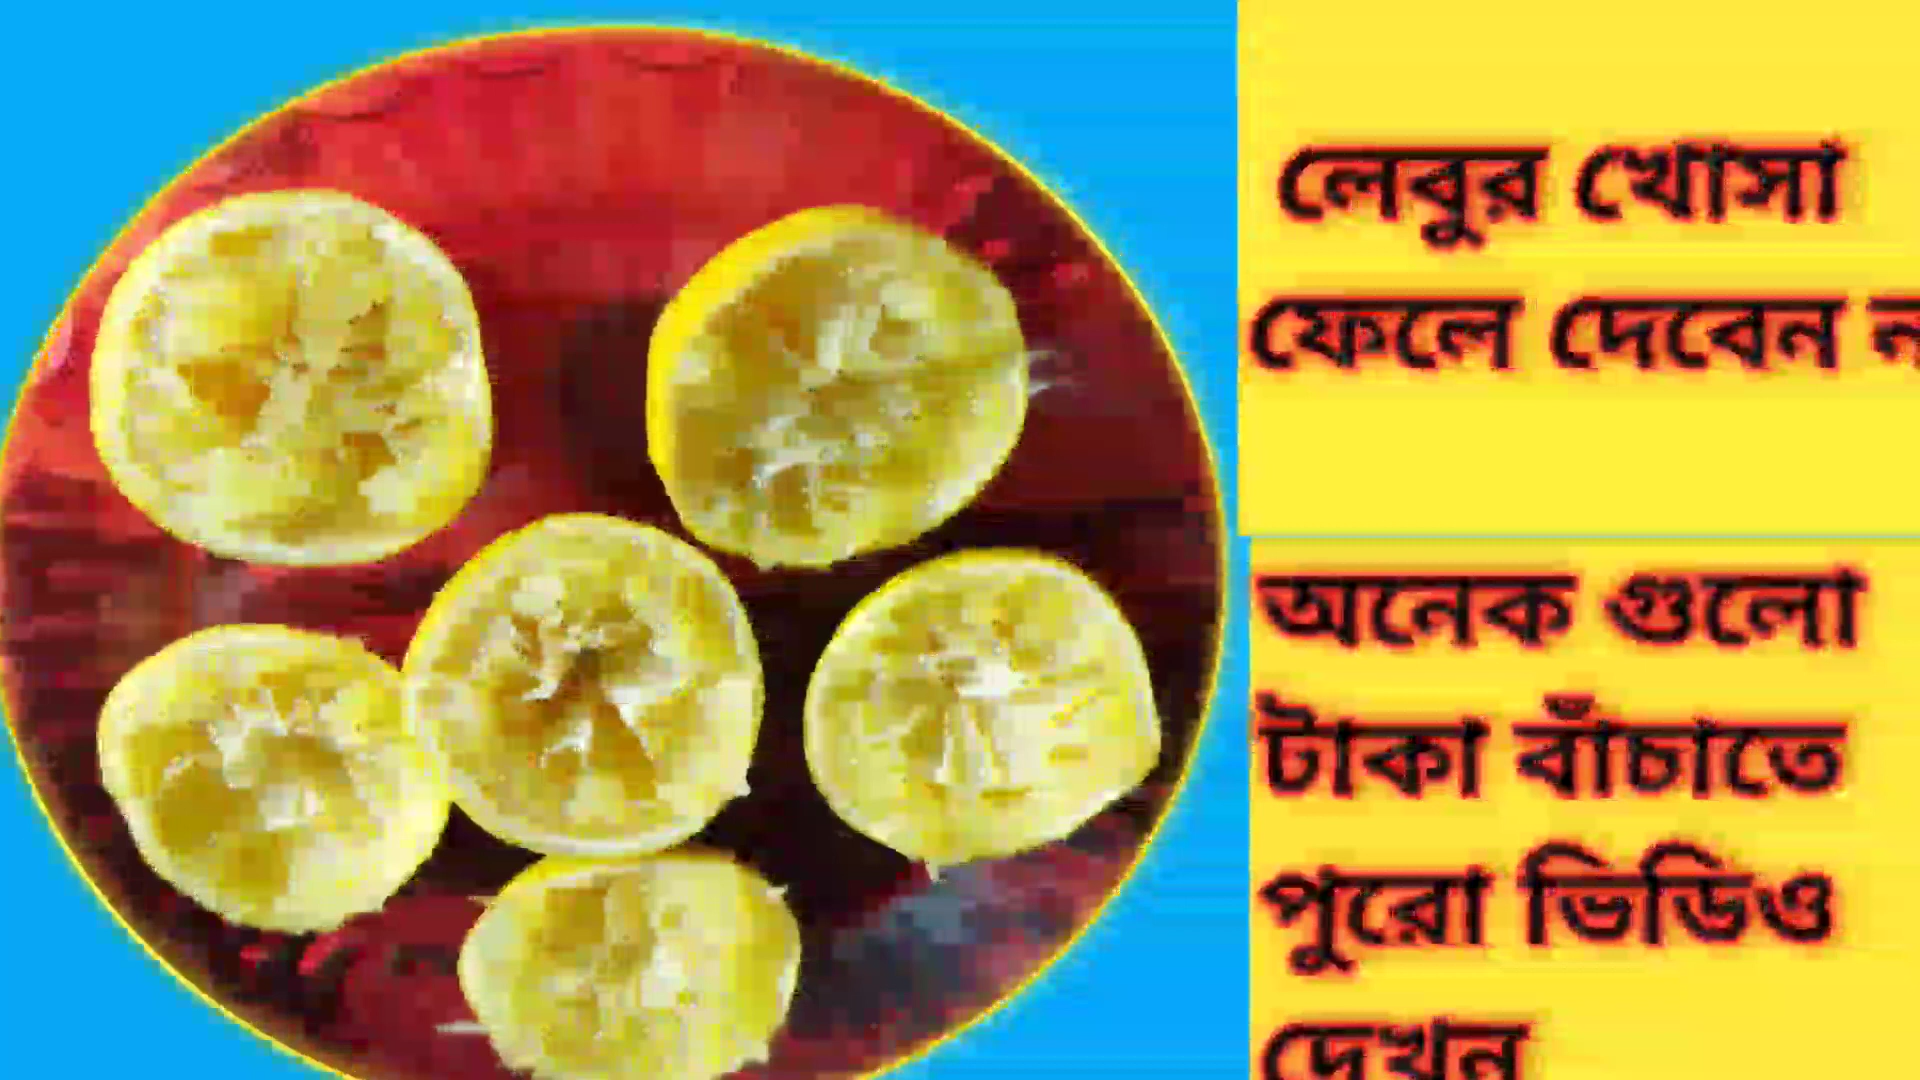 লেবুর খোসা
ফেলে দেবেন ন
অনেক গুলো
টাকা বাঁচাতে
পুরো ভিডিও
দেখুন